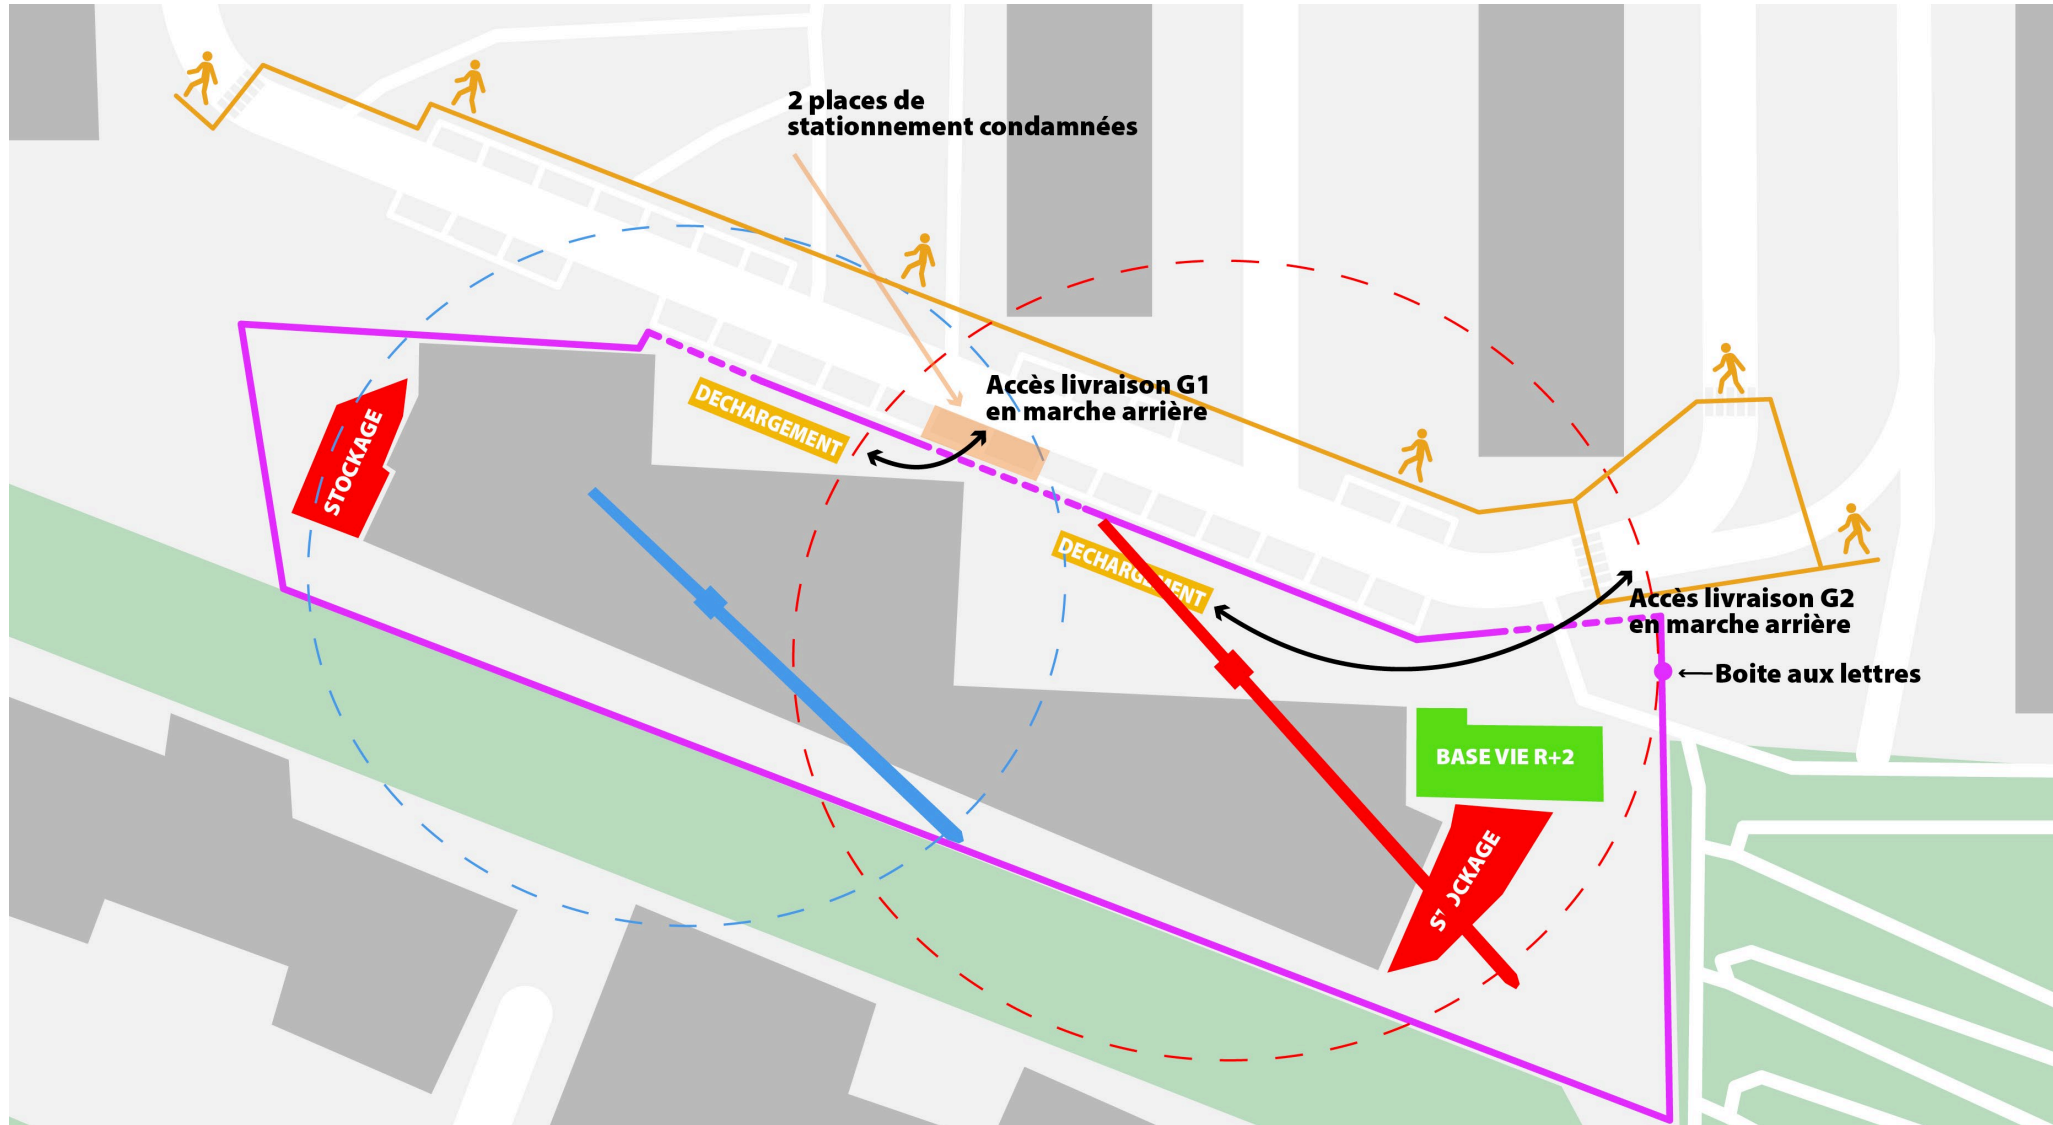 2 places de
stationnement condamnées
Accès livraison G1
en marche arrière
DECHARGEMENT
STOCKAGE
DECHARGEMENT
Accès livraison G2
en marche arrière
Boite aux lettres
BASE VIE R+2
STOCKAGE